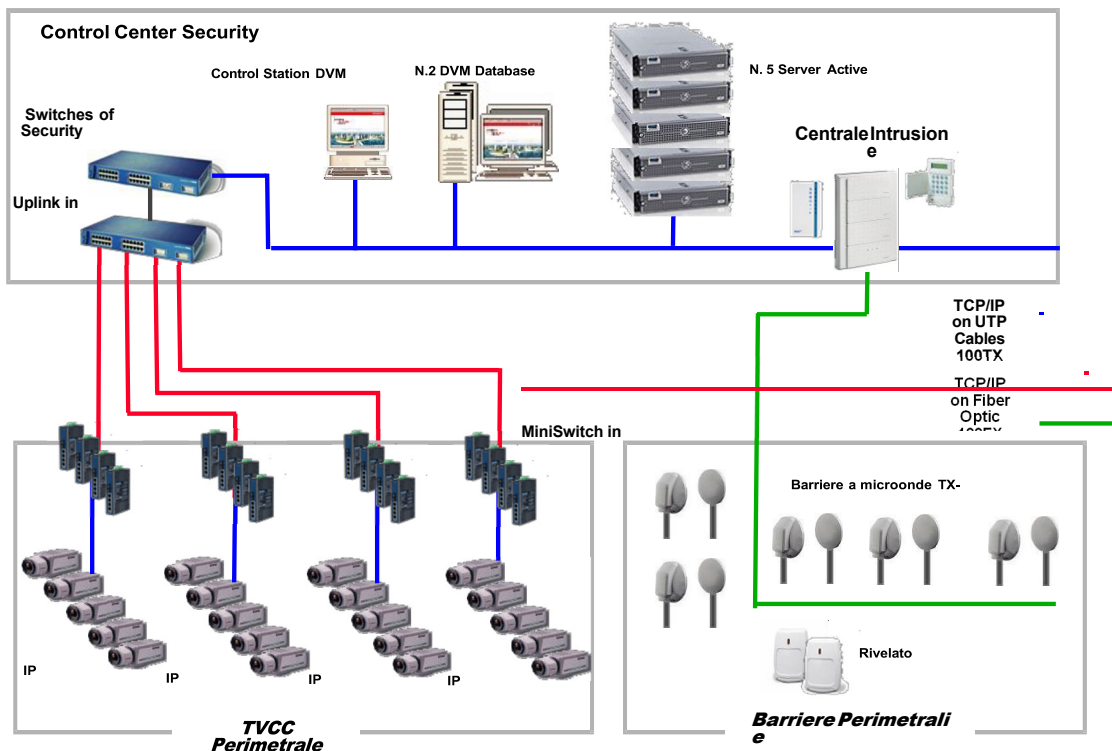 Control Center Security
Control Station DVM
N.2 DVM Database
N. 5 Server Active
Switches of
Security
Centrale Intrusion
e
Uplink in
TCP/IP
on UTP
Cables
100TX
TCP/IP
on Fiber
Optic
MiniSwitch in
Barriere a microonde TX-
IP
IP
IP
IP
Rivelato
TVCC
Perimetrale
Barriere Perimetrali
e